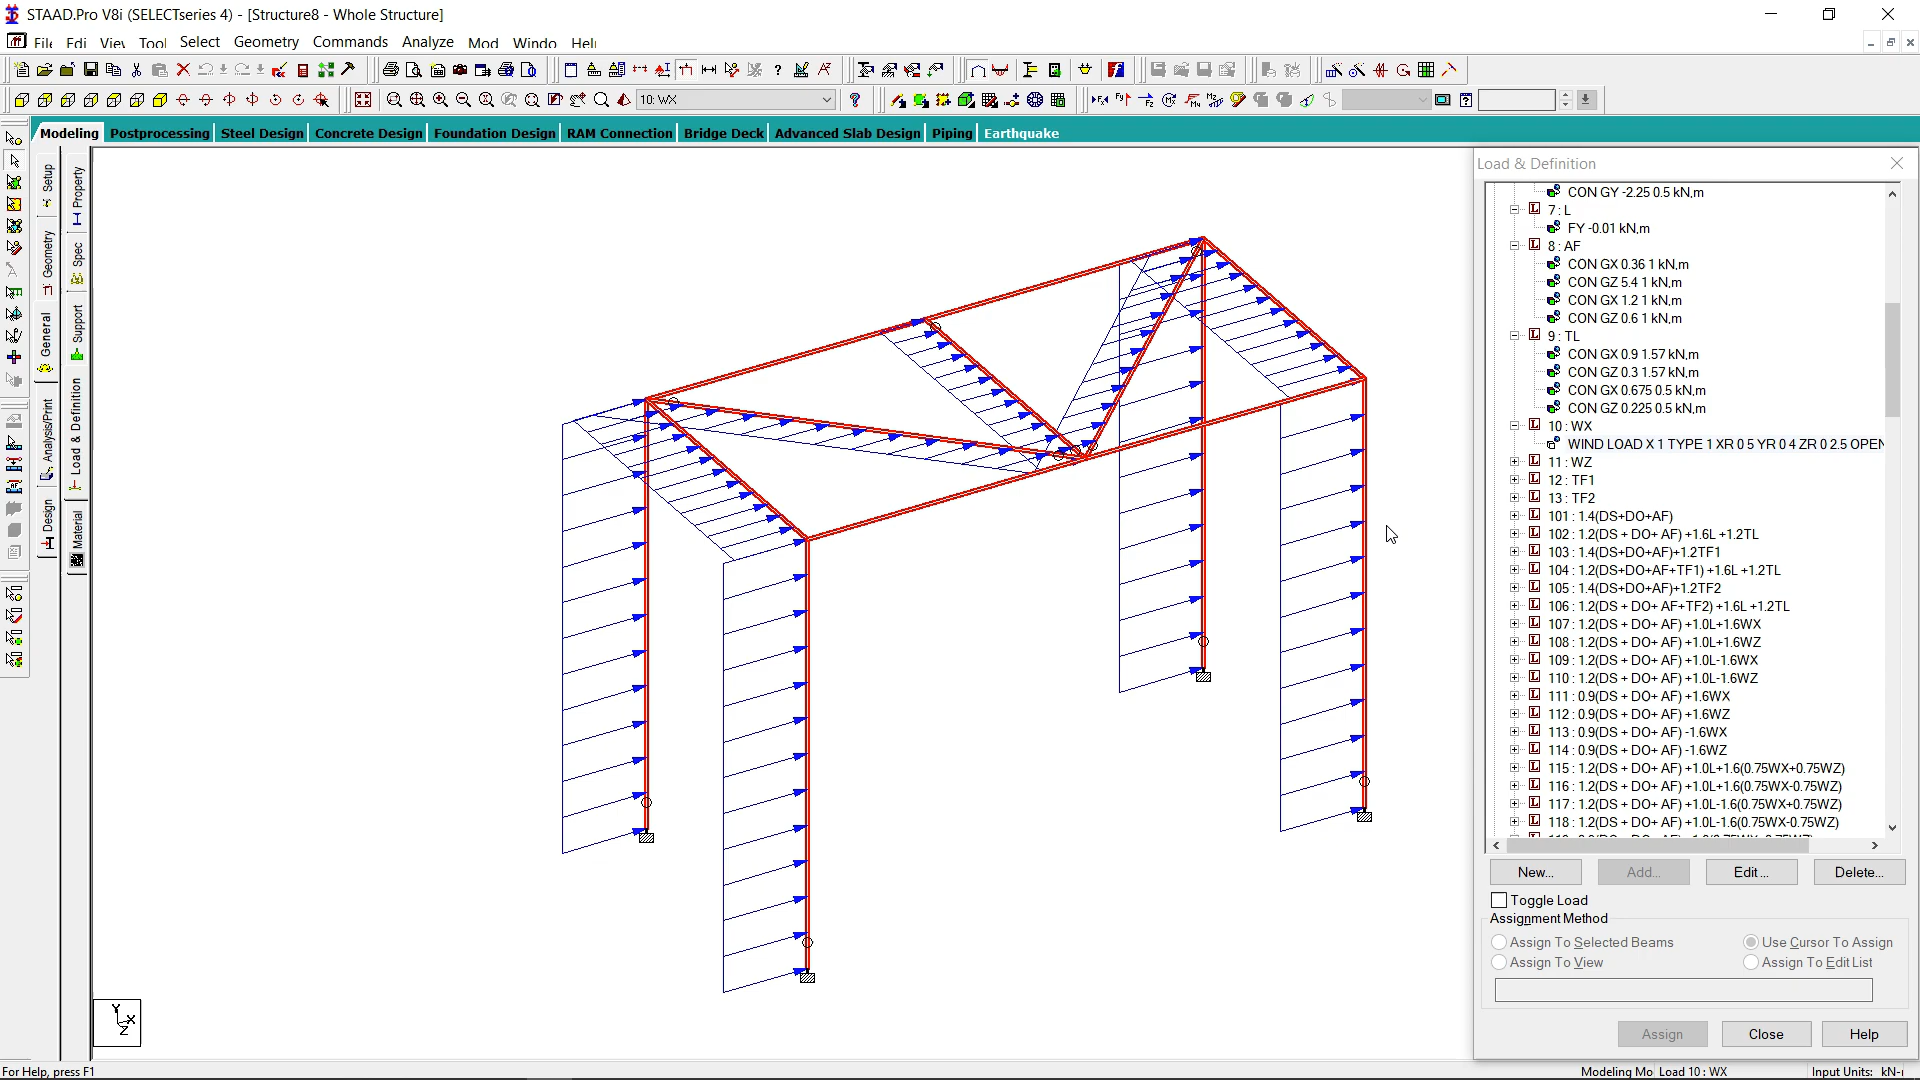 STAAD.Pro V8i (SELECTseries 4) - [Structure8 - Whole Structure]
Select Geometry Commands Analyze Mod Windo
10: WX
Modeling Postprocessing Steel Design Concrete Design Foundation Design RAM Connection Bridge Deck Advanced Slab Design Piping Earthquake
Setup
Geometry
General
Analysis/Print
Design
Property
Spec
Support
Load & Definition
Material
Load & Definition
CON GY -2.25 0.5 kN,m
7 : L
FY -0.01 kN,m
8 : AF
CON GX 0.36 1 kN,m
CON GZ 5.4 1 kN,m
CON GX 1.2 1 kN,m
CON GZ 0.6 1 kN,m
9 : TL
CON GX 0.9 1.57 kN,m
CON GZ 0.3 1.57 kN,m
CON GX 0.675 0.5 kN,m
CON GZ 0.225 0.5 kN,m
10 : WX
WIND LOAD X 1 TYPE 1 XR 0 5 YR 0 4 ZR 0 2.5 OPEN
11 : WZ
12 : TF1
13 : TF2
101 : 1.4(DS+DO+AF)
102 : 1.2(DS + DO+ AF) +1.6L +1.2TL
103 : 1.4(DS+DO+AF)+1.2TF1
104 : 1.2(DS+DO+AF+TF1) +1.6L +1.2TL
105 : 1.4(DS+DO+AF)+1.2TF2
106 : 1.2(DS + DO+ AF+TF2) +1.6L +1.2TL
107 : 1.2(DS + DO+ AF) +1.0L+1.6WX
108 : 1.2(DS + DO+ AF) +1.0L+1.6WZ
109 : 1.2(DS + DO+ AF) +1.0L-1.6WX
110 : 1.2(DS + DO+ AF) +1.0L-1.6WZ
111 : 0.9(DS + DO+ AF) +1.6WX
112 : 0.9(DS + DO+ AF) +1.6WZ
113 : 0.9(DS + DO+ AF) -1.6WX
114 : 0.9(DS + DO+ AF) -1.6WZ
115 : 1.2(DS + DO+ AF) +1.0L+1.6(0.75WX+0.75WZ)
116 : 1.2(DS + DO+ AF) +1.0L+1.6(0.75WX-0.75WZ)
117 : 1.2(DS + DO+ AF) +1.0L-1.6(0.75WX+0.75WZ)
118 : 1.2(DS + DO+ AF) +1.0L-1.6(0.75WX-0.75WZ)
New... Add... Edit ... Delete...
Toggle Load
Assignment Method
Assign To Selected Beams Use Cursor To Assign
Assign To View Assign To Edit List
Assign Close Help
Y
X
Z
For Help, press F1 Modeling Mo Load 10 : WX Input Units: kN-